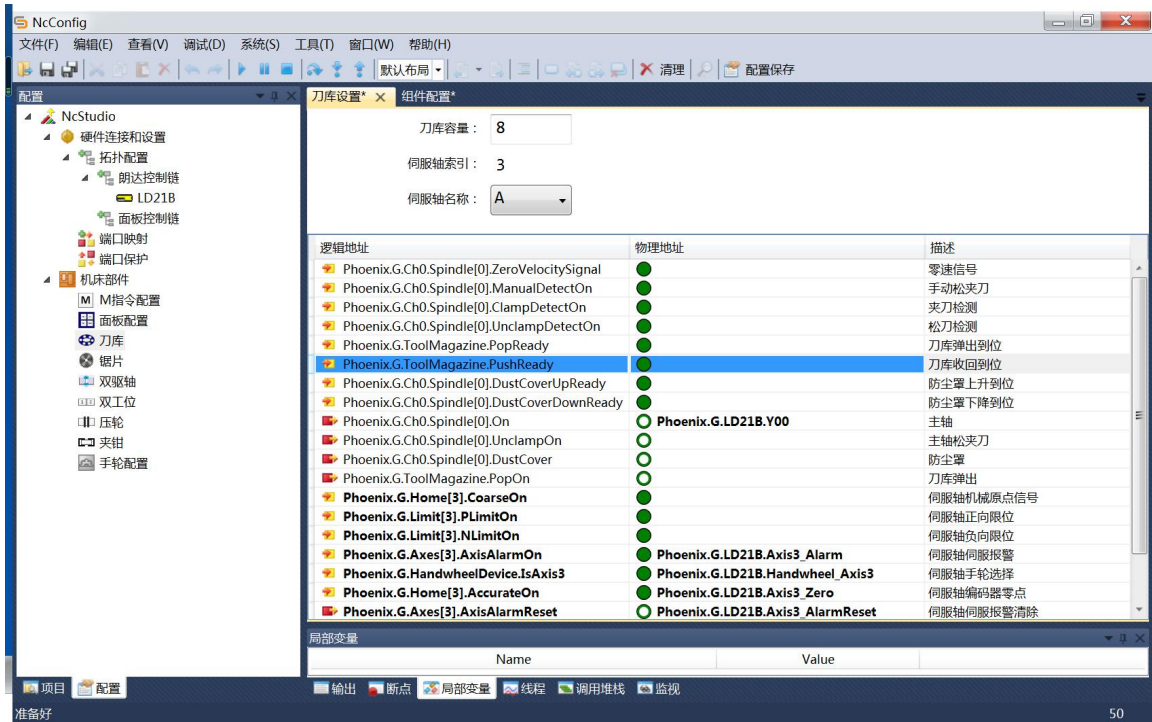 NcConfig
文件(F) 编辑(E) 查看(V) 调试(D) 系统(S) 工具(T) 窗口(W) 帮助(H)
默认布局 清理 配置保存
配置
NcStudio
硬件连接和设置
拓扑配置
朗达控制链
LD21B
面板控制链
端口映射
端口保护
机床部件
M M指令配置
面板配置
刀库
锯片
双驱轴
双工位
压轮
夹钳
手轮配置
项目 配置
刀库设置* 组件配置*
刀库容量： 8
伺服轴索引： 3
伺服轴名称： A
逻辑地址 物理地址 描述
Phoenix.G.Ch0.Spindle[0].ZeroVelocitySignal 零速信号
Phoenix.G.Ch0.Spindle[0].ManualDetectOn 手动松夹刀
Phoenix.G.Ch0.Spindle[0].ClampDetectOn 夹刀检测
Phoenix.G.Ch0.Spindle[0].UnclampDetectOn 松刀检测
Phoenix.G.ToolMagazine.PopReady 刀库弹出到位
Phoenix.G.ToolMagazine.PushReady 刀库收回到位
Phoenix.G.Ch0.Spindle[0].DustCoverUpReady 防尘罩上升到位
Phoenix.G.Ch0.Spindle[0].DustCoverDownReady 防尘罩下降到位
Phoenix.G.Ch0.Spindle[0].On Phoenix.G.LD21B.Y00 主轴
Phoenix.G.Ch0.Spindle[0].UnclampOn 主轴松夹刀
Phoenix.G.Ch0.Spindle[0].DustCover 防尘罩
Phoenix.G.ToolMagazine.PopOn 刀库弹出
Phoenix.G.Home[3].CoarseOn 伺服轴机械原点信号
Phoenix.G.Limit[3].PLimitOn 伺服轴正向限位
Phoenix.G.Limit[3].NLimitOn 伺服轴负向限位
Phoenix.G.Axes[3].AxisAlarmOn Phoenix.G.LD21B.Axis3_Alarm 伺服轴伺服报警
Phoenix.G.HandwheelDevice.IsAxis3 Phoenix.G.LD21B.Handwheel_Axis3 伺服轴手轮选择
Phoenix.G.Home[3].AccurateOn Phoenix.G.LD21B.Axis3_Zero 伺服轴编码器零点
Phoenix.G.Axes[3].AxisAlarmReset Phoenix.G.LD21B.Axis3_AlarmReset 伺服轴伺服报警清除
局部变量
Name Value
输出 断点 局部变量 线程 调用堆栈 监视
准备好 50